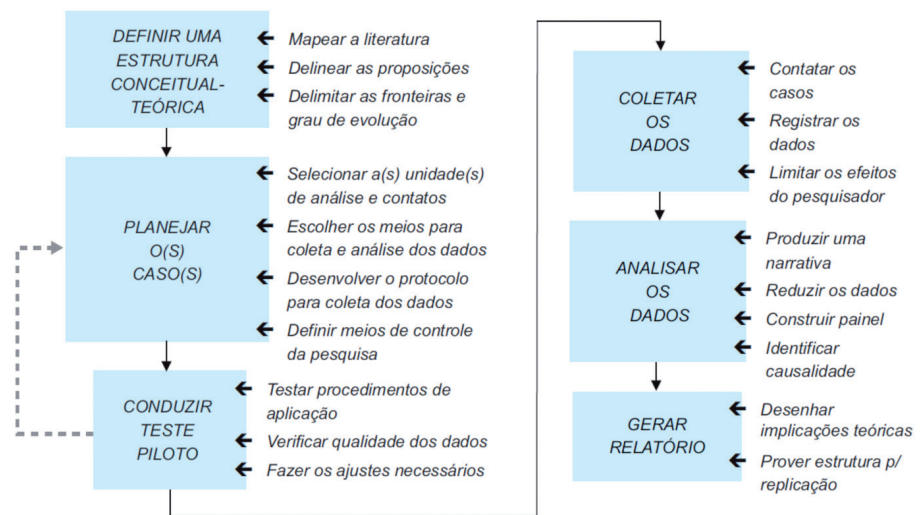 DEFINIR UMA
ESTRUTURA
CONCEITUAL-
TEÓRICA
Mapear a literatura
Delinear as proposições
Delimitar as fronteiras e
grau de evolução
PLANEJAR
O(S)
CASO(S)
Selecionar a(s) unidade(s)
de análise e contatos
Escolher os meios para
coleta e análise dos dados
Desenvolver o protocolo
para coleta dos dados
Definir meios de controle
da pesquisa
CONDUZIR
TESTE
PILOTO
Testar procedimentos de
aplicação
Verificar qualidade dos dados
Fazer os ajustes necessários
COLETAR
OS
DADOS
Contatar os
casos
Registrar os
dados
Limitar os efeitos
do pesquisador
ANALISAR
OS
DADOS
Produzir uma
narrativa
Reduzir os dados
Construir painel
Identificar
causalidade
GERAR
RELATÓRIO
Desenhar
implicações teóricas
Prover estrutura p/
replicação